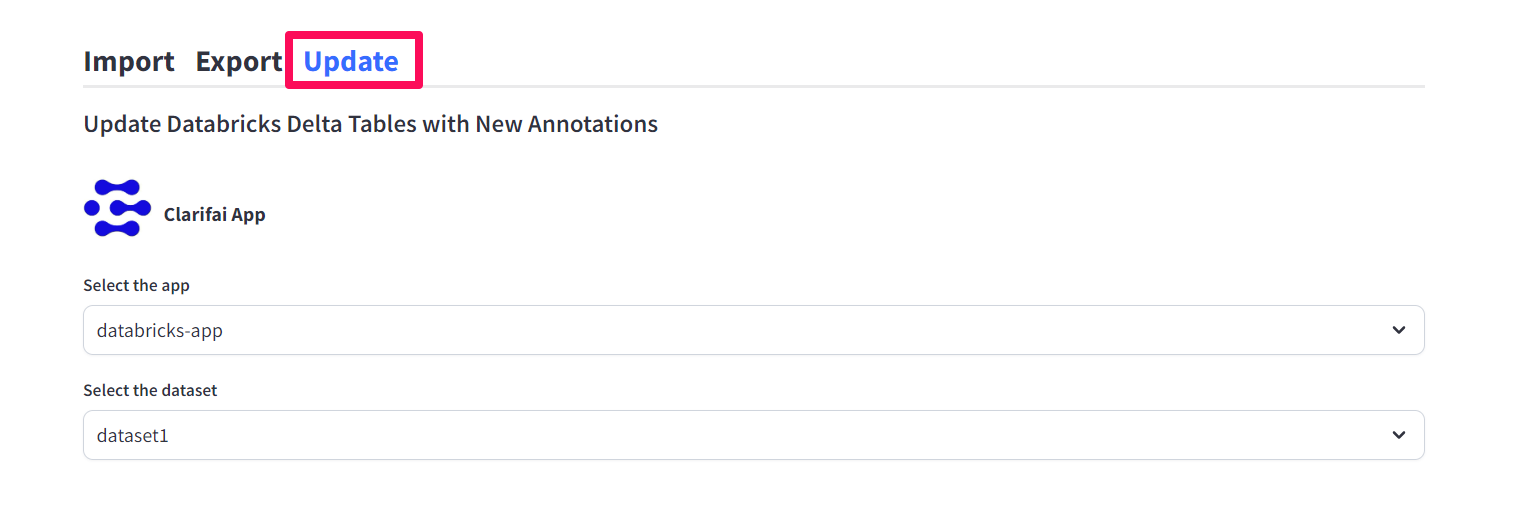 Import Export Update
Update Databricks Delta Tables with New Annotations
Clarifai App
Select the app
databricks-app
Select the dataset
dataset1